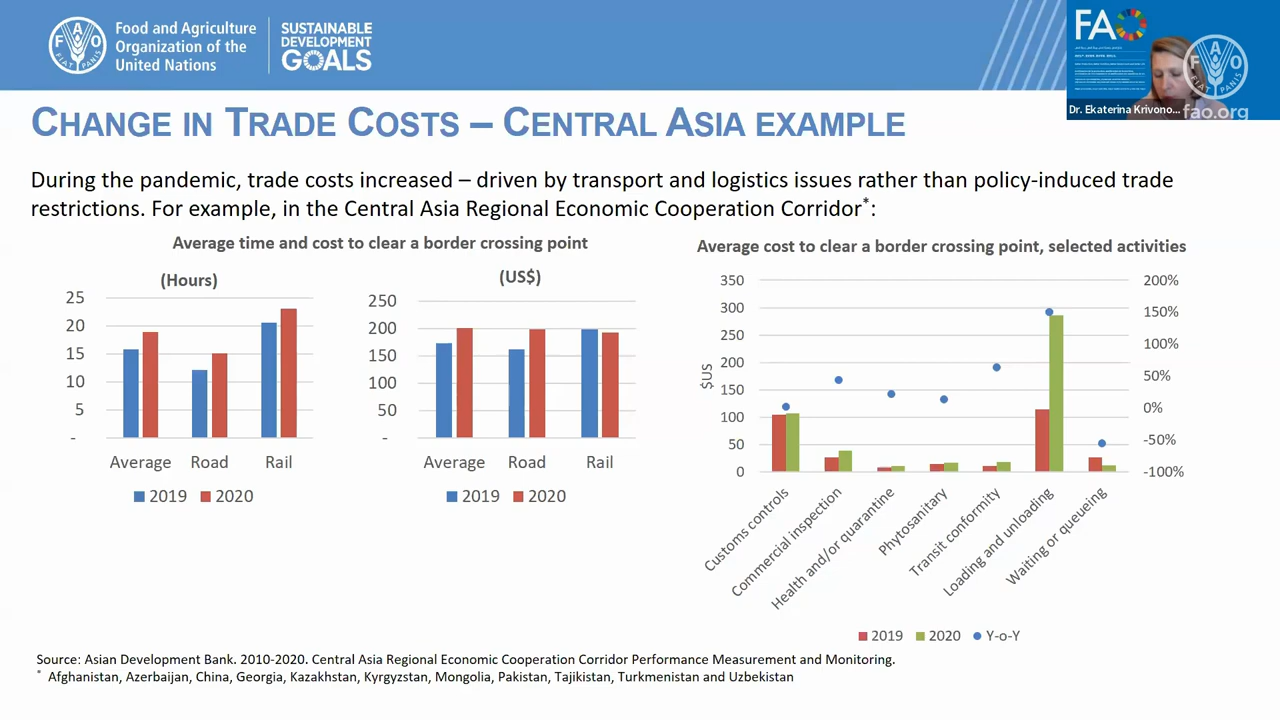 Food and Agriculture
Organization of the
United Nations
SUSTAINABLE
DEVELOPMENT
GOALS
FAO
Dr. Ekaterina Krivono...
fao.org
CHANGE IN TRADE COSTS – CENTRAL ASIA EXAMPLE
During the pandemic, trade costs increased – driven by transport and logistics issues rather than policy-induced trade
restrictions. For example, in the Central Asia Regional Economic Cooperation Corridor*:
Average time and cost to clear a border crossing point
(Hours)
25
20
15
10
5
-
Average Road Rail
2019 2020
(US$)
250
200
150
100
50
-
Average Road Rail
2019 2020
Average cost to clear a border crossing point, selected activities
$US
350
300
250
200
150
100
50
0
200%
150%
100%
50%
0%
-50%
-100%
Customs controls
Commercial inspection
Health and/or quarantine
Phytosanitary
Transit conformity
Loading and unloading
Waiting or queueing
2019 2020 Y-o-Y
Source: Asian Development Bank. 2010-2020. Central Asia Regional Economic Cooperation Corridor Performance Measurement and Monitoring.
* Afghanistan, Azerbaijan, China, Georgia, Kazakhstan, Kyrgyzstan, Mongolia, Pakistan, Tajikistan, Turkmenistan and Uzbekistan